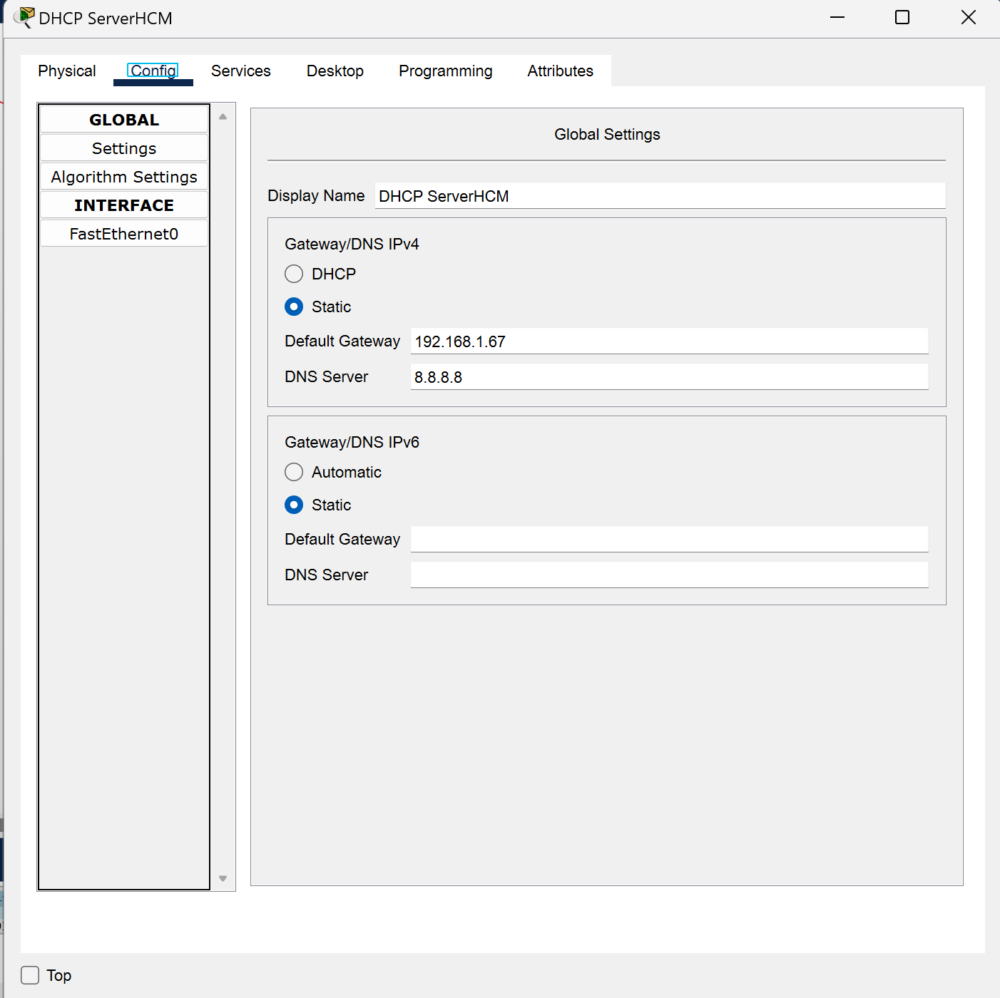 DHCP ServerHCM
Physical Config Services Desktop Programming Attributes
GLOBAL
Settings
Algorithm Settings
INTERFACE
FastEthernet0
Global Settings
Display Name DHCP ServerHCM
Gateway/DNS IPv4
DHCP
Static
Default Gateway 192.168.1.67
DNS Server 8.8.8.8
Gateway/DNS IPv6
Automatic
Static
Default Gateway
DNS Server
Top